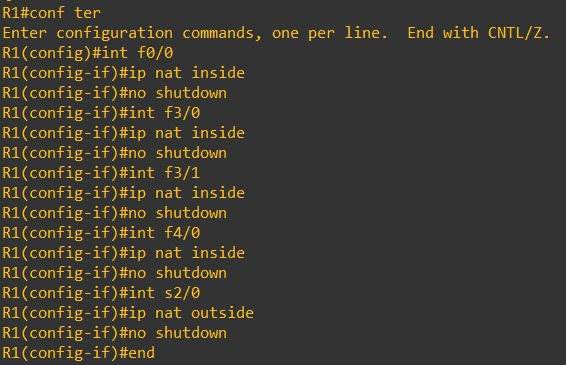 R1#conf ter
Enter configuration commands, one per line.  End with CNTL/Z.
R1(config)#int f0/0
R1(config-if)#ip nat inside
R1(config-if)#no shutdown
R1(config-if)#int f3/0
R1(config-if)#ip nat inside
R1(config-if)#no shutdown
R1(config-if)#int f3/1
R1(config-if)#ip nat inside
R1(config-if)#no shutdown
R1(config-if)#int f4/0
R1(config-if)#ip nat inside
R1(config-if)#no shutdown
R1(config-if)#int s2/0
R1(config-if)#ip nat outside
R1(config-if)#no shutdown
R1(config-if)#end